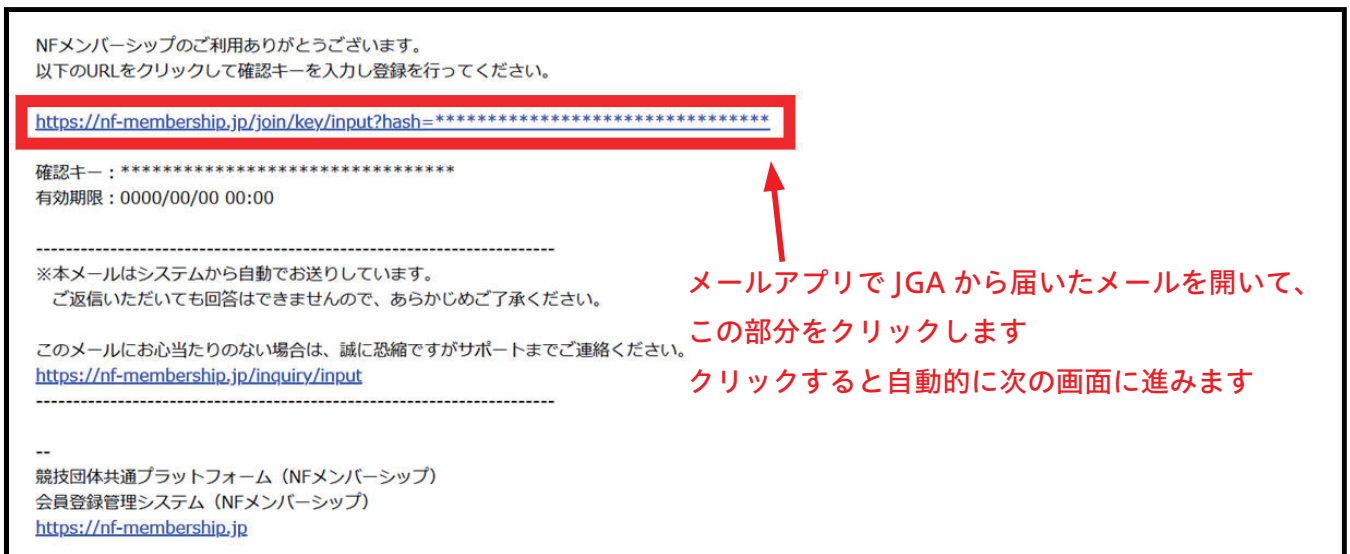 NFメンバーシップのご利用ありがとうございます。
以下のURLをクリックして確認キーを入力し登録を行ってください。
https://nf-membership.jp/join/key/input?hash=********************************
確認キー：********************************
有効期限：0000/00/00 00:00
----------------------------------------------------------------------
※本メールはシステムから自動でお送りしています。
ご返信いただいても回答はできませんので、あらかじめご了承ください。
このメールにお心当たりのない場合は、誠に恐縮ですがサポートまでご連絡ください。
https://nf-membership.jp/inquiry/input
----------------------------------------------------------------------
--
競技団体共通プラットフォーム（NFメンバーシップ）
会員登録管理システム（NFメンバーシップ）
https://nf-membership.jp
メールアプリで JGA から届いたメールを開いて、
この部分をクリックします
クリックすると自動的に次の画面に進みます